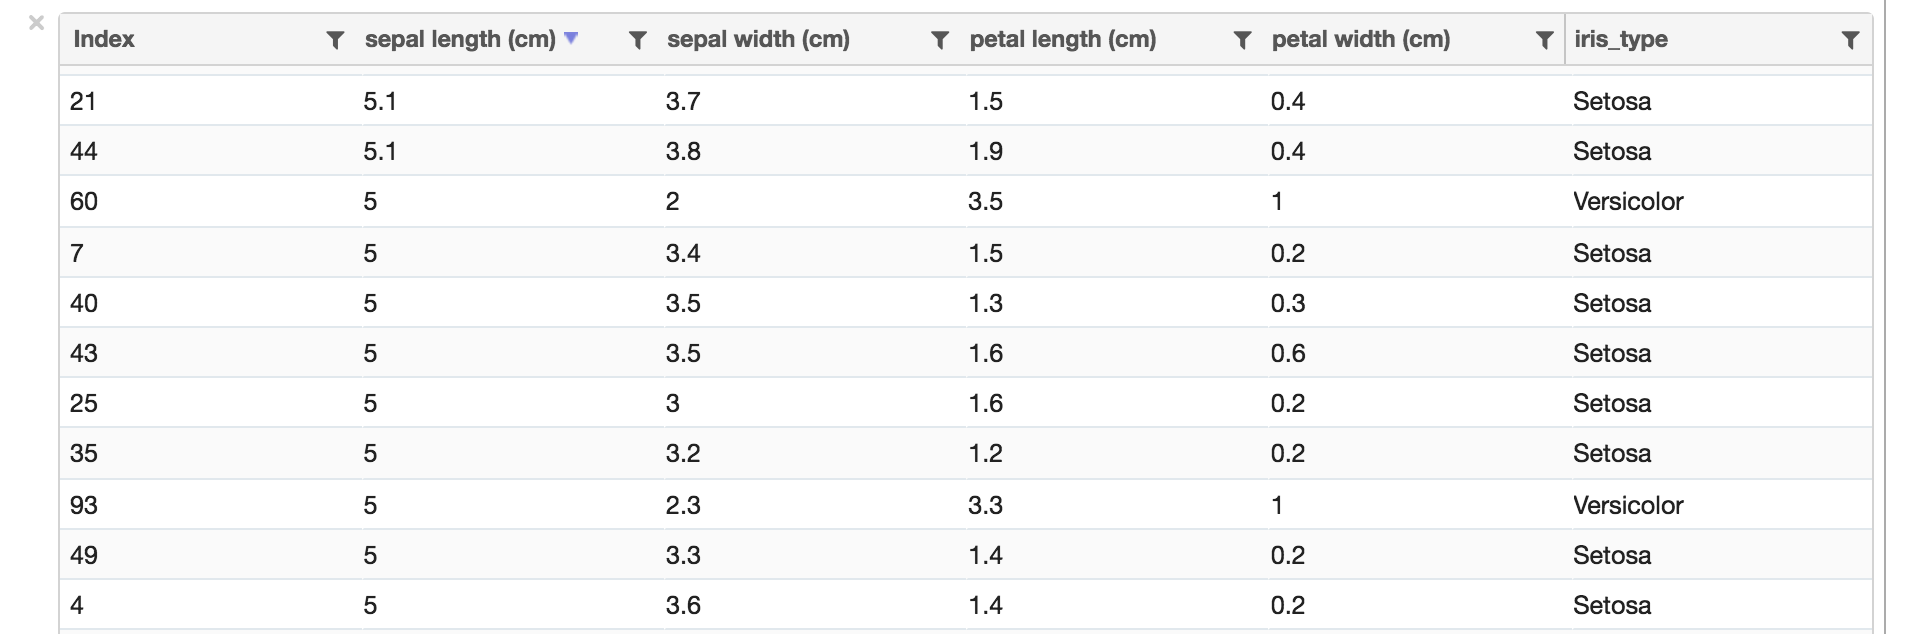 Index sepal length (cm) sepal width (cm) petal length (cm) petal width (cm) iris_type
21 5.1 3.7 1.5 0.4 Setosa
44 5.1 3.8 1.9 0.4 Setosa
60 5 2 3.5 1 Versicolor
7 5 3.4 1.5 0.2 Setosa
40 5 3.5 1.3 0.3 Setosa
43 5 3.5 1.6 0.6 Setosa
25 5 3 1.6 0.2 Setosa
35 5 3.2 1.2 0.2 Setosa
93 5 2.3 3.3 1 Versicolor
49 5 3.3 1.4 0.2 Setosa
4 5 3.6 1.4 0.2 Setosa